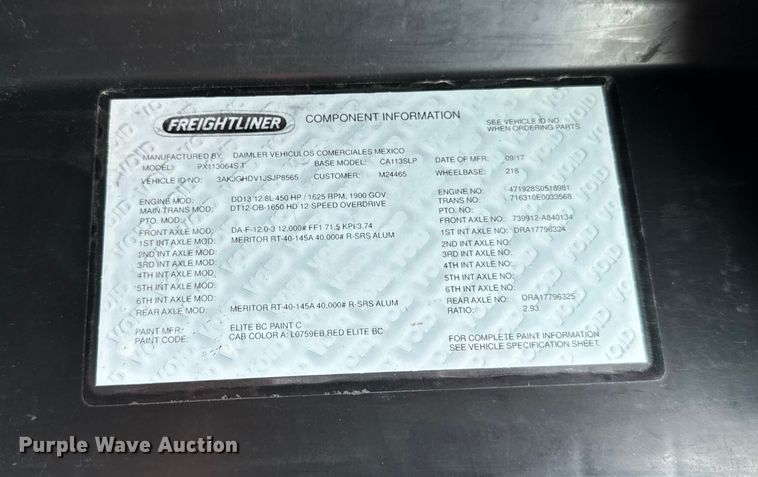 FREIGHTLINER COMPONENT INFORMATION
SEE VEHICLE ID NO.
WHEN ORDERING PARTS
MANUFACTURED BY: DAIMLER VEHICULOS COMERCIALES MEXICO
MODEL: PX113064S T BASE MODEL: CA113SLP DATE OF MFR: 09/17
VEHICLE ID-NO: 3AKJGHDV1JSJP8565 CUSTOMER: M24465 WHEELBASE: 218
ENGINE MOD: DD13 12.8L 450 HP / 1625 RPM, 1900 GOV ENGINE NO: 471928S0518981
MAIN TRANS MOD: DT12-OB-1650 HD 12-SPEED OVERDRIVE TRANS NO: 716310E0033568
PTO. MOD: PTO NO:
FRONT AXLE MOD: DA-F-12.0-3 12,000# FF1 71.5 KPI/3.74 FRONT AXLE NO: 739912-A840134
1ST INT AXLE MOD: MERITOR RT-40-145A 40,000# R-SRS ALUM 1ST INT AXLE NO: DRA17796324
2ND INT AXLE MOD: 2ND INT AXLE NO:
3RD INT AXLE MOD: 3RD INT AXLE NO:
4TH INT AXLE MOD: 4TH INT AXLE NO:
5TH INT AXLE MOD: 5TH INT AXLE NO:
6TH INT AXLE MOD: 6TH INT AXLE NO:
REAR AXLE MOD: MERITOR RT-40-145A 40,000# R-SRS ALUM REAR AXLE NO: DRA17796325
RATIO: 2.93
PAINT MFR: ELITE BC PAINT C
PAINT CODE: CAB COLOR A: L0759EB,RED ELITE BC
FOR COMPLETE PAINT INFORMATION
SEE VEHICLE SPECIFICATION SHEET.
Purple Wave Auction